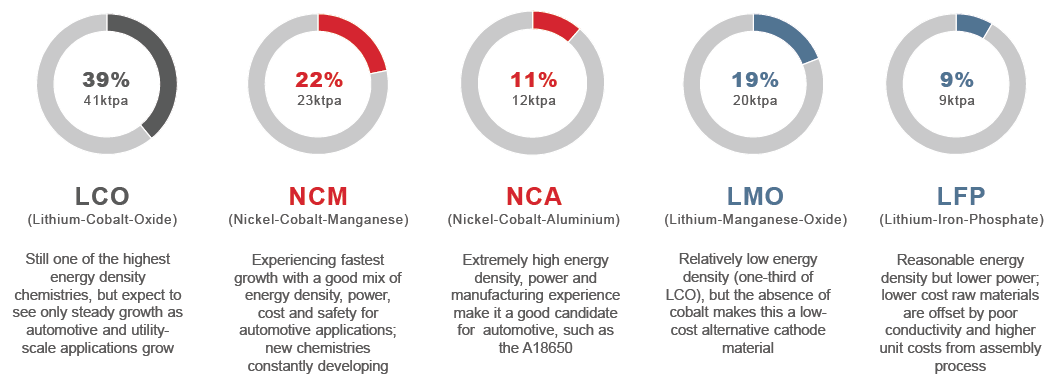 39%
41ktpa
LCO
(Lithium-Cobalt-Oxide)
Still one of the highest
energy density
chemistries, but expect to
see only steady growth as
automotive and utility-
scale applications grow
22%
23ktpa
NCM
(Nickel-Cobalt-Manganese)
Experiencing fastest
growth with a good mix of
energy density, power,
cost and safety for
automotive applications;
new chemistries
constantly developing
11%
12ktpa
NCA
(Nickel-Cobalt-Aluminium)
Extremely high energy
density, power and
manufacturing experience
make it a good candidate
for automotive, such as
the A18650
19%
20ktpa
LMO
(Lithium-Manganese-Oxide)
Relatively low energy
density (one-third of
LCO), but the absence of
cobalt makes this a low-
cost alternative cathode
material
9%
9ktpa
LFP
(Lithium-Iron-Phosphate)
Reasonable energy
density but lower power;
lower cost raw materials
are offset by poor
conductivity and higher
unit costs from assembly
process